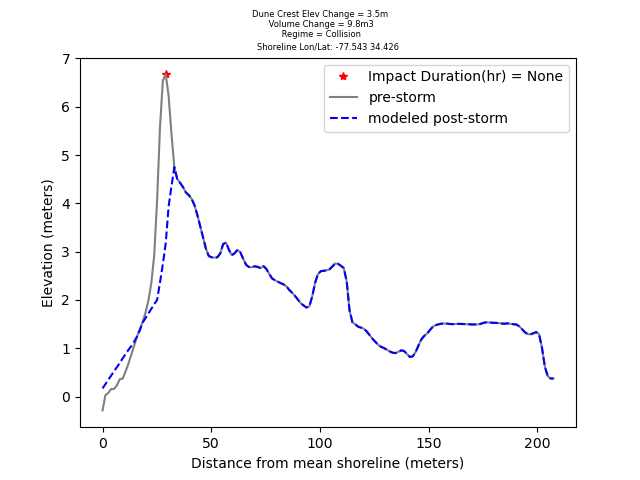 Dune Crest Elev Change = 3.5m
Volume Change = 9.8m3
Regime = Collision
Shoreline Lon/Lat: -77.543 34.426
Impact Duration(hr) = None
pre-storm
modeled post-storm
Elevation (meters)
7
6
5
4
3
2
1
0
0 50 100 150 200
Distance from mean shoreline (meters)